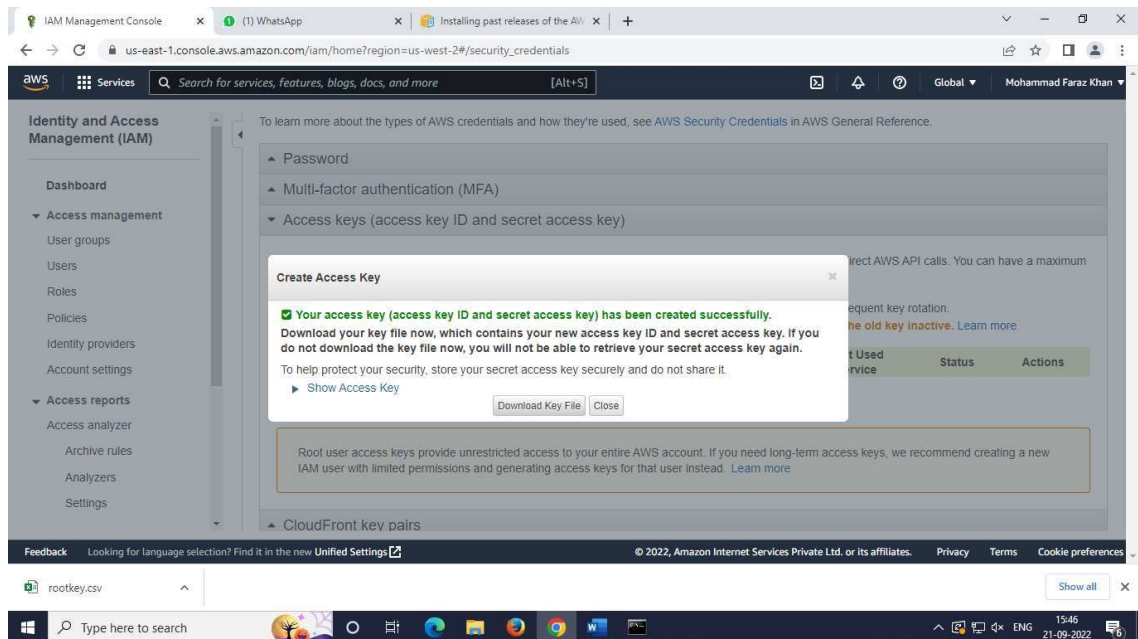 IAM Management Console
(1) WhatsApp
Installing past releases of the AW
us-east-1.console.aws.amazon.com/iam/home?region=us-west-2#/security_credentials
aws
Services
Search for services, features, blogs, docs, and more
[Alt+S]
Global
Mohammad Faraz Khan
Identity and Access
Management (IAM)
Dashboard
Access management
User groups
Users
Roles
Policies
Identity providers
Account settings
Access reports
Access analyzer
Archive rules
Analyzers
Settings
To learn more about the types of AWS credentials and how they're used, see AWS Security Credentials in AWS General Reference.
Password
Multi-factor authentication (MFA)
Access keys (access key ID and secret access key)
irect AWS API calls. You can have a maximum
equent key rotation.
he old key inactive. Learn more
t Used
rvice
Status
Actions
Create Access Key
Your access key (access key ID and secret access key) has been created successfully.
Download your key file now, which contains your new access key ID and secret access key. If you
do not download the key file now, you will not be able to retrieve your secret access key again.
To help protect your security, store your secret access key securely and do not share it.
Show Access Key
Download Key File
Close
Root user access keys provide unrestricted access to your entire AWS account. If you need long-term access keys, we recommend creating a new
IAM user with limited permissions and generating access keys for that user instead. Learn more
CloudFront key pairs
Feedback
Looking for language selection? Find it in the new Unified Settings
© 2022, Amazon Internet Services Private Ltd. or its affiliates.
Privacy
Terms
Cookie preferences
rootkey.csv
Show all
Type here to search
ENG
15:46
21-09-2022